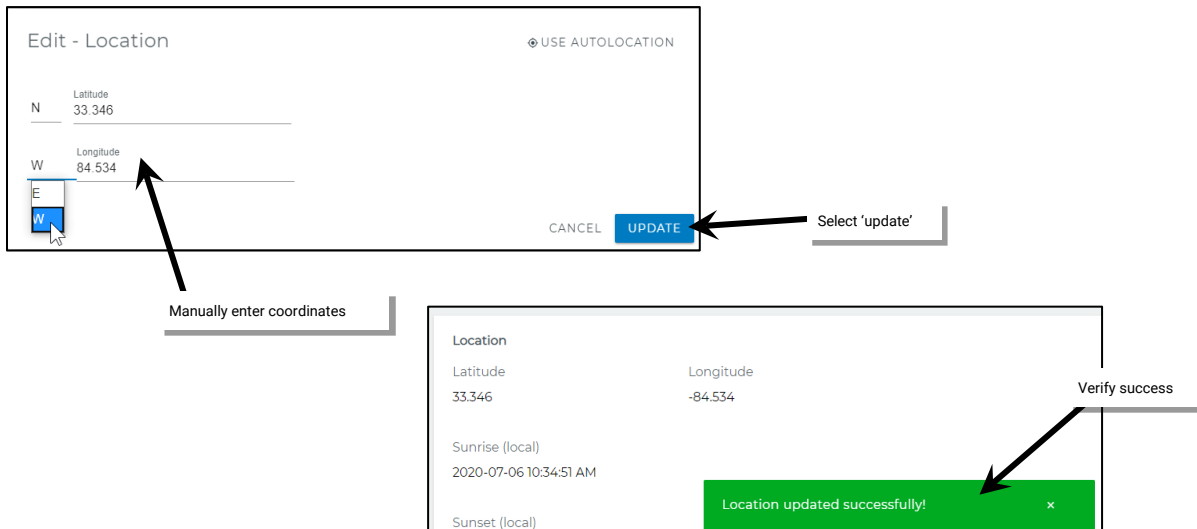 Edit - Location
USE AUTOLOCATION
N
Latitude
33.346
W
Longitude
84.534
E
W
CANCEL
UPDATE
Select ‘update’
Manually enter coordinates
Location
Latitude
Longitude
33.346
-84.534
Verify success
Sunrise (local)
2020-07-06 10:34:51 AM
Location updated successfully!
×
Sunset (local)